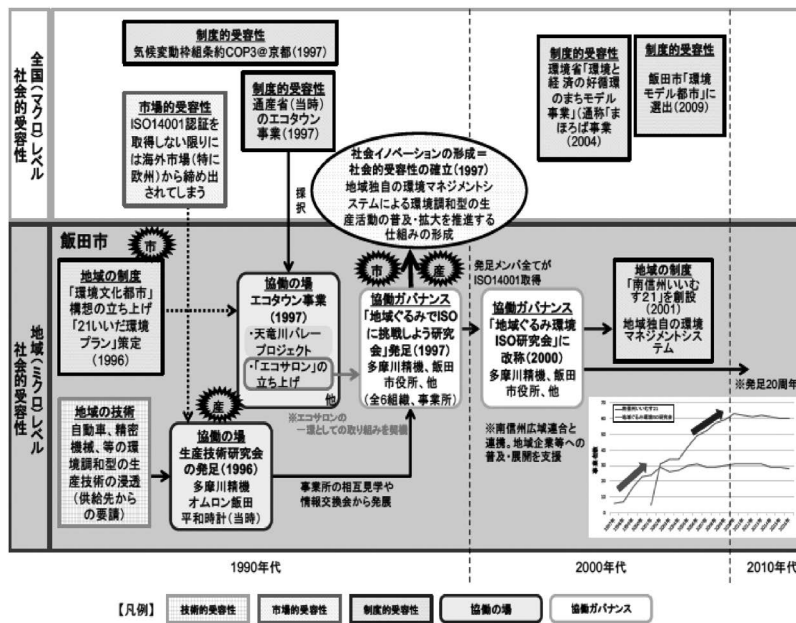 全国(マクロ)レベル
社会的受容性
制度的受容性
気候変動枠組条約COP3@京都(1997)
市場的受容性
ISO14001認証を
取得しない限りに
は海外市場(特に
欧州)から締め出
されてしまう
制度的受容性
通産省(当時)
のエコタウン
事業(1997)
採択
社会イノベーションの形成=
社会的受容性の確立(1997)
地域独自の環境マネジメントシ
ステムによる環境調和型の生
産活動の普及・拡大を推進する
仕組みの形成
制度的受容性
環境省「環境と
経済の好循環
のまちモデル
事業」(通称「ま
ほろば事業
(2004)
制度的受容性
飯田市「環境
モデル都市」に
選出(2009)
地域(ミクロ)レベル
社会的受容性
飯田市
市
地域の制度
「環境文化都市」
構想の立ち上げ
「21いいだ環境
プラン」策定
(1996)
地域の技術
自動車、精密
機械、等の環
境調和型の生
産技術の浸透
(供給先から
の要請)
協働の場
エコタウン事業
(1997)
・天竜川バレー
プロジェクト
・「エコサロン」の
立ち上げ
他
産
協働の場
生産技術研究会
の発足(1996)
多摩川精機
オムロン飯田
平和時計(当時)
※エコサロンの
一環としての取り組みを契機
事業所の相互見学や
情報交換会から発展
市
産
協働ガバナンス
「地域ぐるみでISO
に挑戦しよう研究
会」発足(1997)
多摩川精機、飯田
市役所、他
(全6組織、事業所)
発足メンバ全てが
ISO14001取得
協働ガバナンス
「地域ぐるみ環境
ISO研究会」に
改称(2000)
多摩川精機、飯田
市役所、他
※南信州広域連合と
連携。地域企業等への
普及・展開を支援
地域の制度
「南信州いいむ
す21」を創設
(2001)
地域独自の環境
マネジメントシス
テム
※発足20周年
南信州いいむす21
地域ぐるみ環境ISO研究会
70
60
50
40
30
20
10
0
1990年代
2000年代
2010年代
【凡例】
技術的受容性
市場的受容性
制度的受容性
協働の場
協働ガバナンス